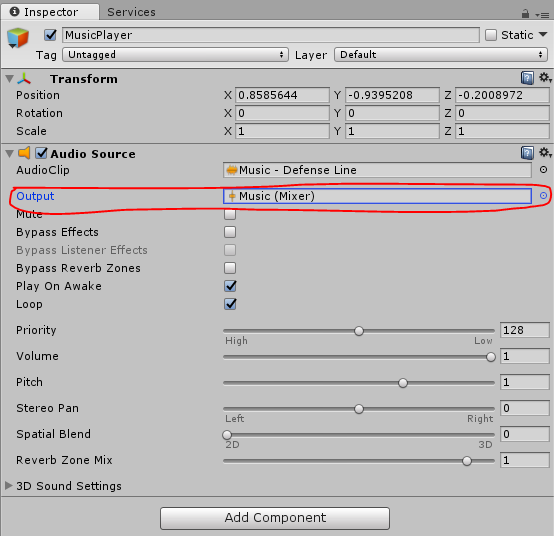 Inspector Services
MusicPlayer Static
Tag Untagged Layer Default
Transform
Position X 0.8585644 Y -0.9395208 Z -0.2008972
Rotation X 0 Y 0 Z 0
Scale X 1 Y 1 Z 1
Audio Source
AudioClip Music - Defense Line
Output Music (Mixer)
Mute
Bypass Effects
Bypass Listener Effects
Bypass Reverb Zones
Play On Awake
Loop
Priority 128
High Low
Volume 1
Pitch 1
Stereo Pan 0
Left Right
Spatial Blend 0
2D 3D
Reverb Zone Mix 1
3D Sound Settings
Add Component